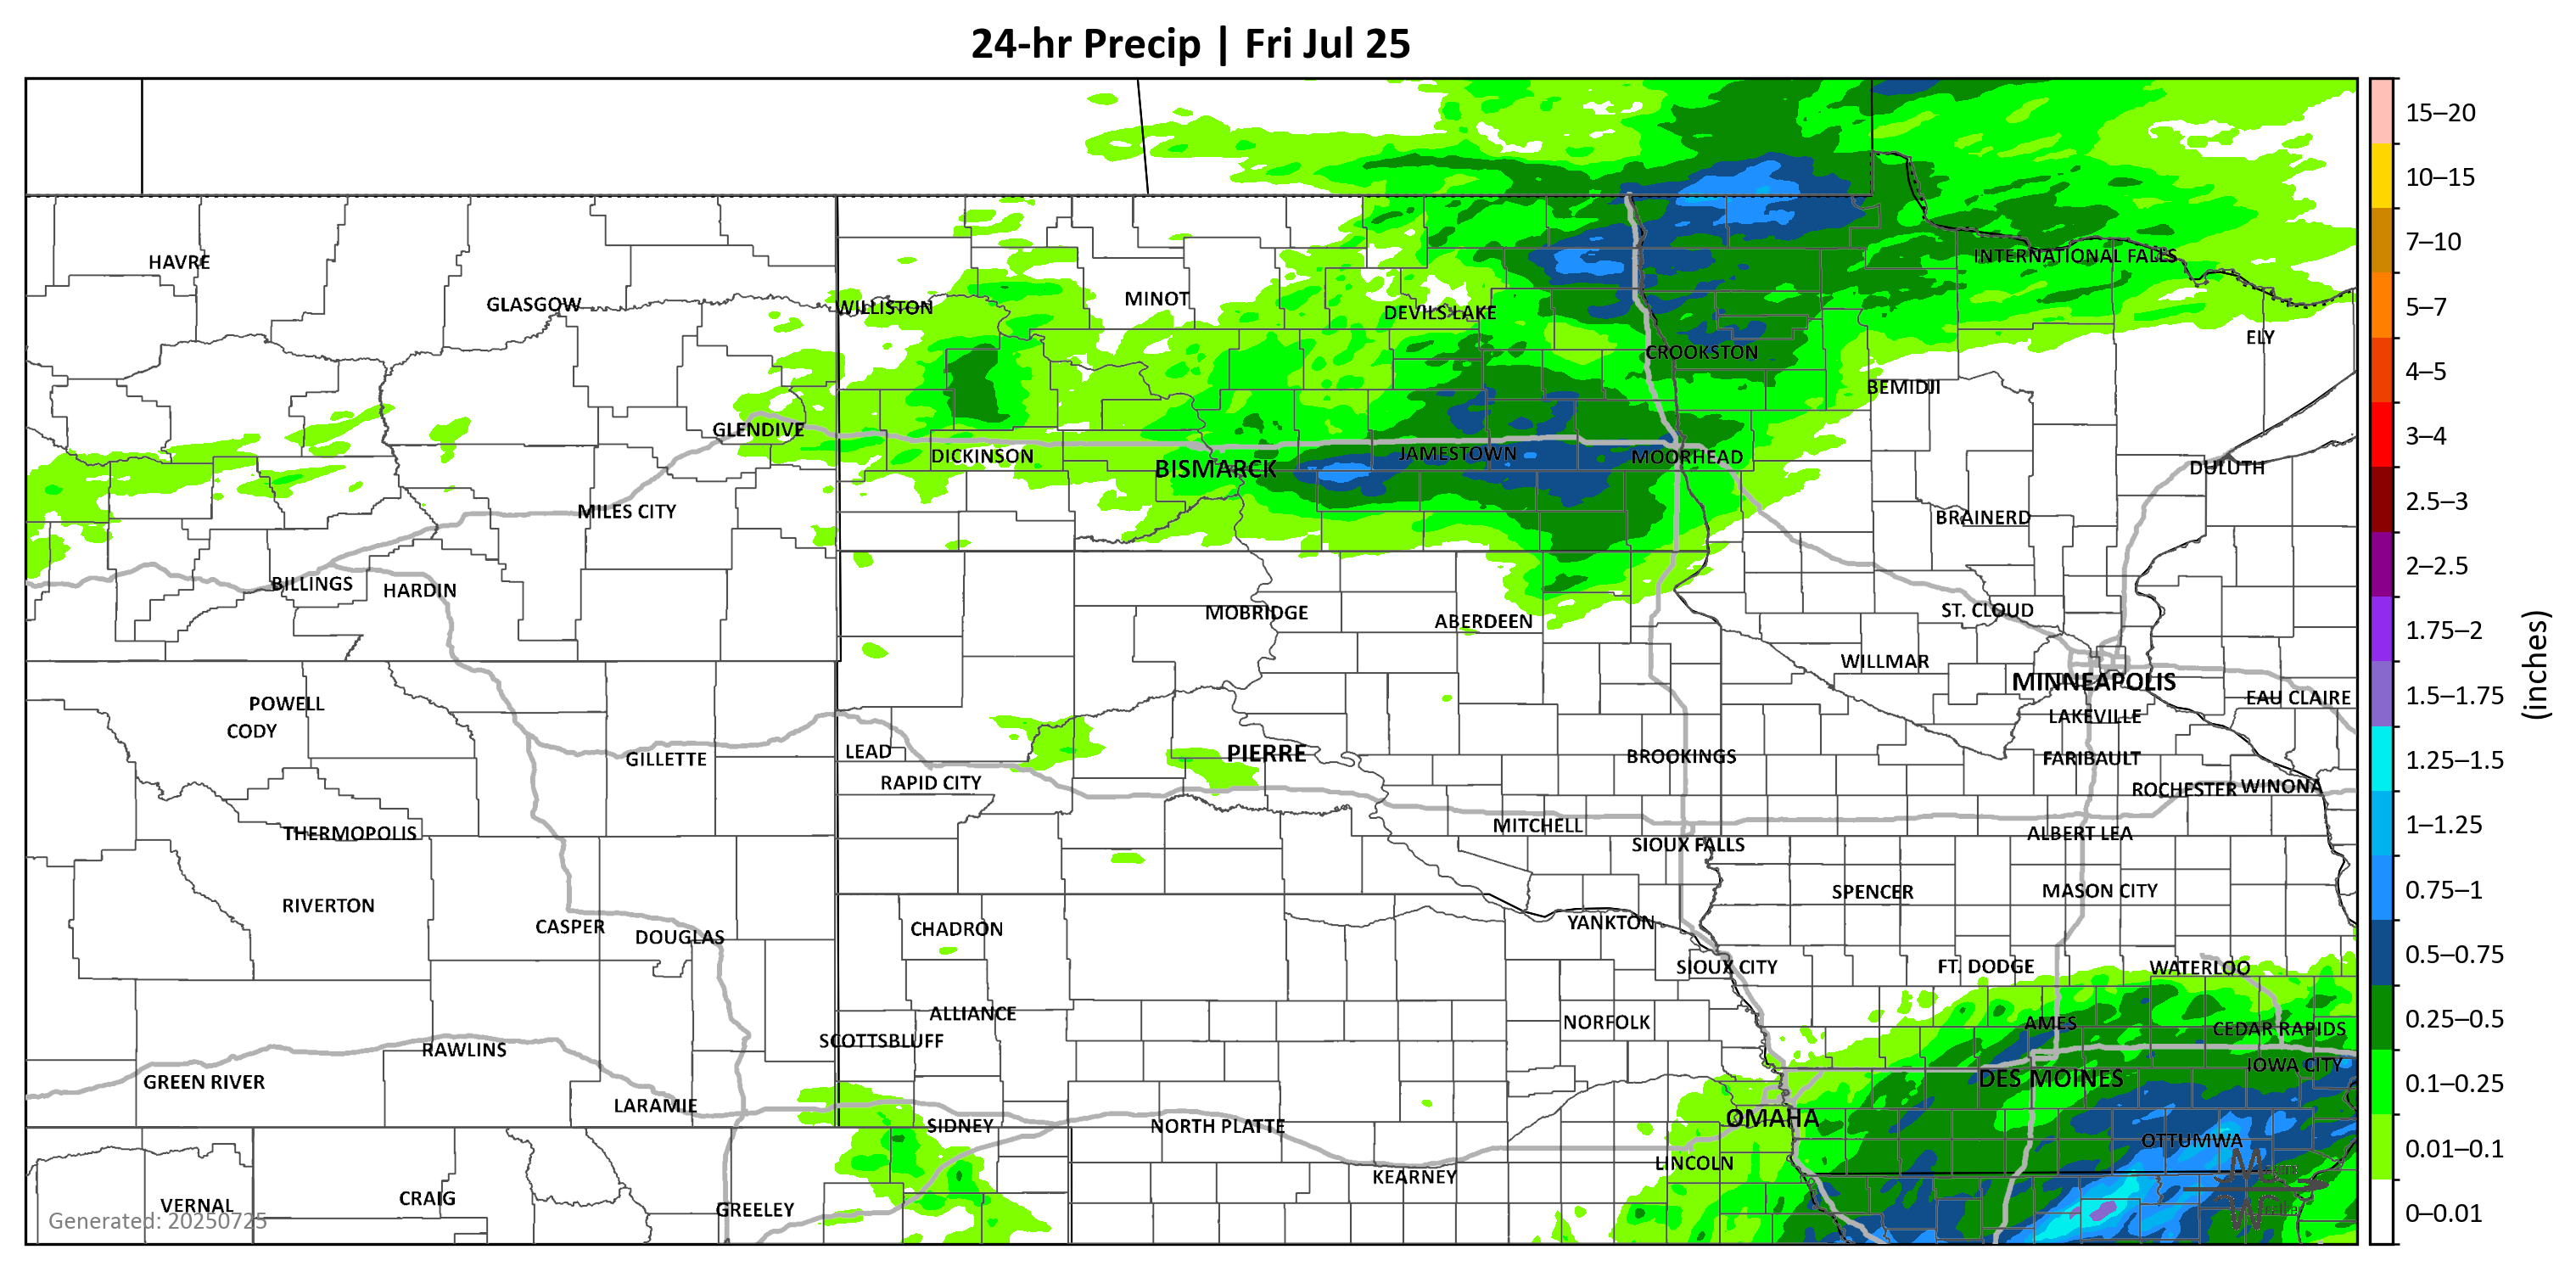 24-hr Precip | Fri Jul 25
15–20
10–15
INTERNATIONAL FALLS
7–10
HAVRE
GLASGOW
WILLISTON
MINOT
DEVILS LAKE
5–7
ELY
CROOKSTON
4–5
BEMIDJI
GLENDIVE
3–4
DICKINSON
BISMARCK
JAMESTOWN
MOORHEAD
DULUTH
2.5–3
MILES CITY
BRAINERD
2–2.5
BILLINGS
HARDIN
MOBRIDGE
ABERDEEN
ST. CLOUD
1.75–2
WILLMAR
MINNEAPOLIS
(inches)
POWELL
EAU CLAIRE
1.5–1.75
CODY
LAKEVILLE
GILLETTE
LEAD
PIERRE
BROOKINGS
FARIBAULT
1.25–1.5
RAPID CITY
ROCHESTER
WINONA
THERMOPOLIS
MITCHELL
ALBERT LEA
1–1.25
SIOUX FALLS
RIVERTON
SPENCER
MASON CITY
0.75–1
CASPER
DOUGLAS
CHADRON
YANKTON
0.5–0.75
SIOUX CITY
FT. DODGE
WATERLOO
ALLIANCE
NORFOLK
AMES
CEDAR RAPIDS
0.25–0.5
SCOTTSBLUFF
RAWLINS
IOWA CITY
GREEN RIVER
DES MOINES
0.1–0.25
LARAMIE
SIDNEY
NORTH PLATTE
OMAHA
OTTUMWA
0.01–0.1
LINCOLN
KEARNEY
VERNAL
CRAIG
GREELEY
0–0.01
Generated: 20250725